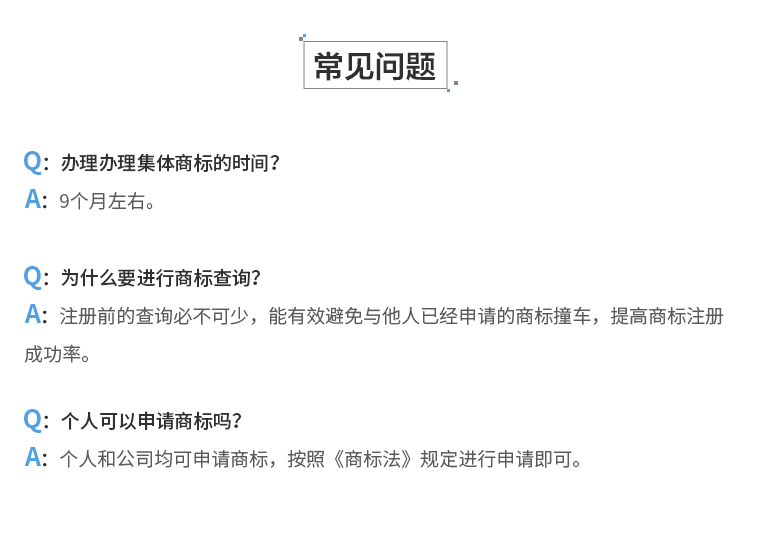 常见问题
Q：办理办理集体商标的时间？
A：9个月左右。
Q：为什么要进行商标查询？
A：注册前的查询必不可少，能有效避免与他人已经申请的商标撞车，提高商标注册
成功率。
Q：个人可以申请商标吗？
A：个人和公司均可申请商标，按照《商标法》规定进行申请即可。